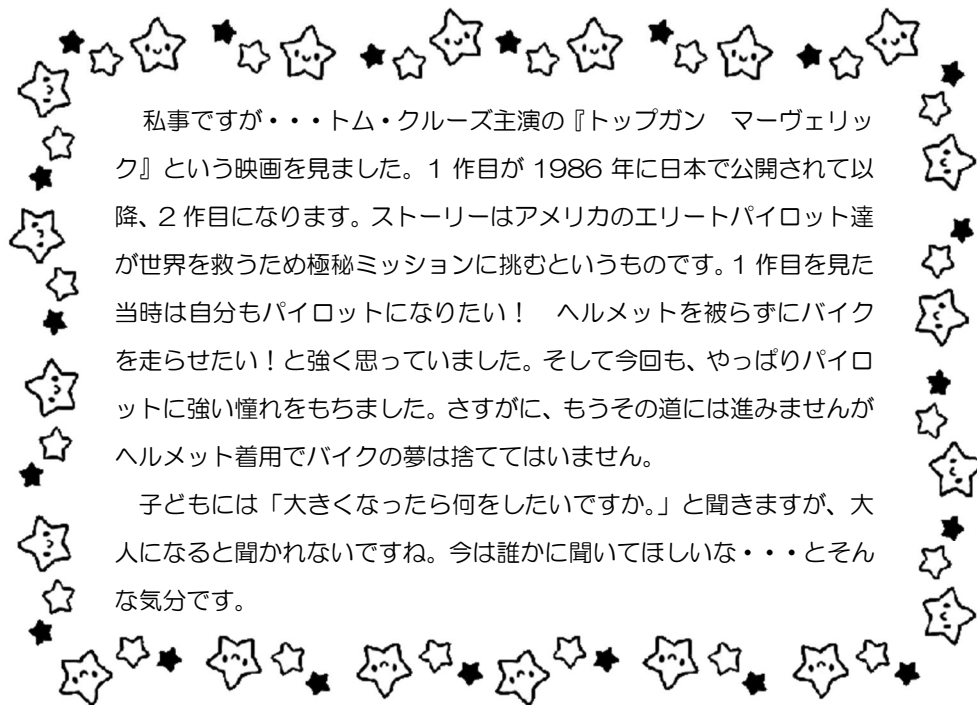 私事ですが・・・トム・クルーズ主演の『トップガン　マーヴェリッ
ク』という映画を見ました。1 作目が 1986 年に日本で公開されて以
降、2 作目になります。ストーリーはアメリカのエリートパイロット達
が世界を救うため極秘ミッションに挑むというものです。1 作目を見た
当時は自分もパイロットになりたい！　ヘルメットを被らずにバイク
を走らせたい！と強く思っていました。そして今回も、やっぱりパイロ
ットに強い憧れをもちました。さすがに、もうその道には進みませんが
ヘルメット着用でバイクの夢は捨ててはいません。
　子どもには「大きくなったら何をしたいですか。」と聞きますが、大
人になると聞かれないですね。今は誰かに聞いてほしいな・・・とそん
な気分です。